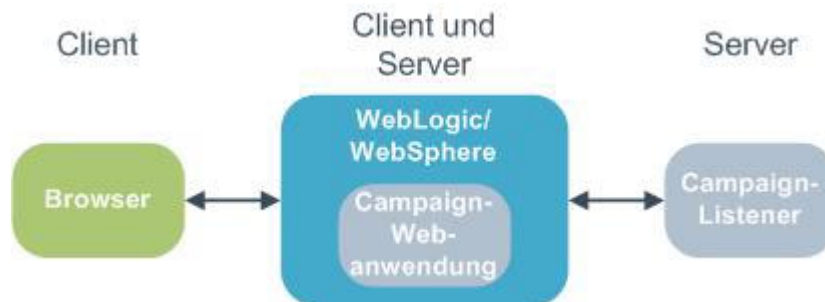 Client
Client und
Server
Server
WebLogic/
WebSphere
Browser
Campaign-
Web-
anwendung
Campaign-
Listener